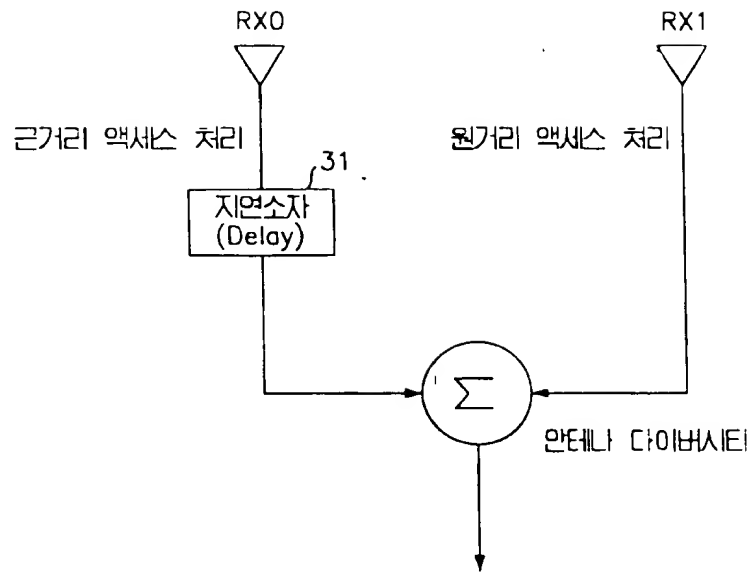 RX0
RX1
근거리 액세스 처리
원거리 액세스 처리
31
지연소자
(Delay)
Σ
안테나 다이버시티